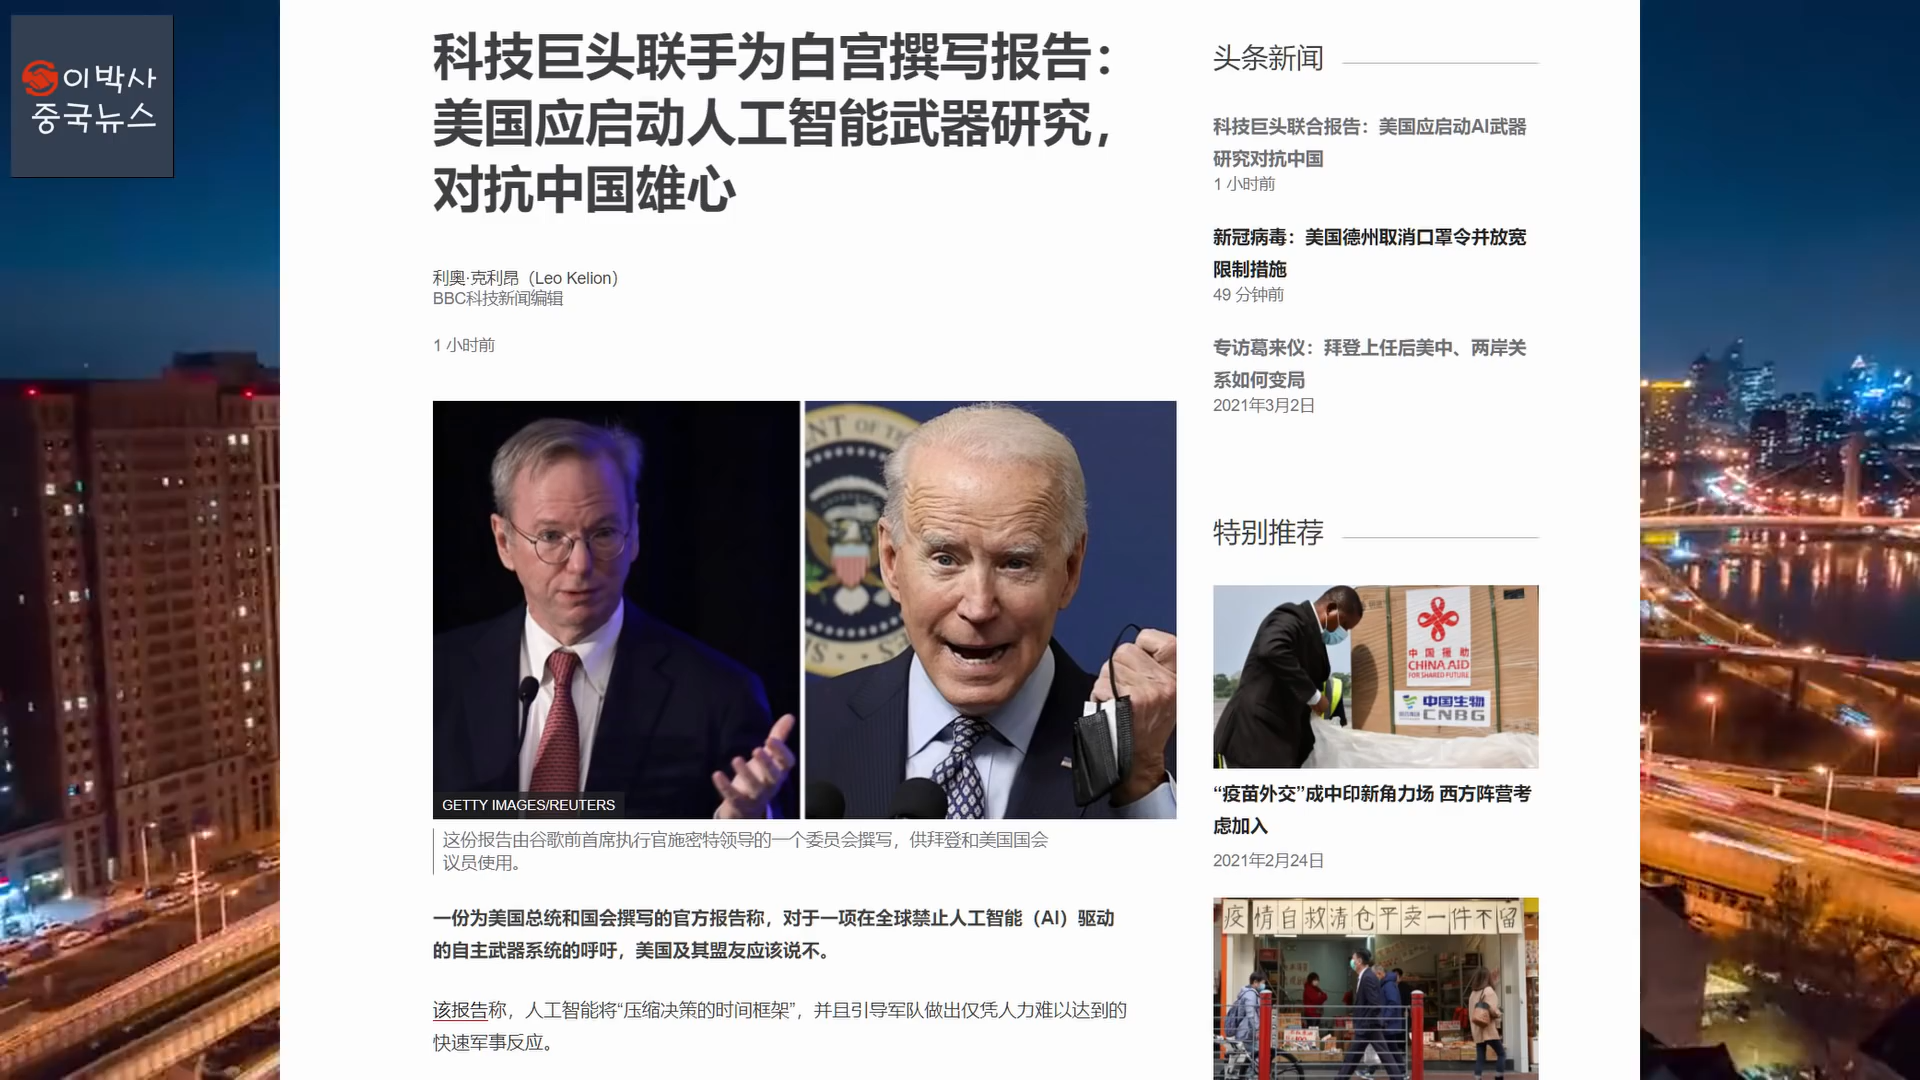 이박사
중국뉴스
科技巨头联手为白宫撰写报告：
美国应启动人工智能武器研究，
对抗中国雄心
利奥·克利昂（Leo Kelion）
BBC科技新闻编辑
1 小时前
NT OF
GETTY IMAGES/REUTERS
这份报告由谷歌前首席执行官施密特领导的一个委员会撰写，供拜登和美国国会
议员使用。
一份为美国总统和国会撰写的官方报告称，对于一项在全球禁止人工智能（AI）驱动
的自主武器系统的呼吁，美国及其盟友应该说不。
该报告称，人工智能将“压缩决策的时间框架”，并且引导军队做出仅凭人力难以达到的
快速军事反应。
头条新闻
科技巨头联合报告：美国应启动AI武器
研究对抗中国
1 小时前
新冠病毒：美国德州取消口罩令并放宽
限制措施
49 分钟前
专访葛来仪：拜登上任后美中、两岸关
系如何变局
2021年3月2日
特别推荐
中国援助
CHINA AID
FOR SHARED FUTURE
中国生物
CNBG
“疫苗外交”成中印新角力场 西方阵营考
虑加入
2021年2月24日
疫情自救清仓平卖一件不留